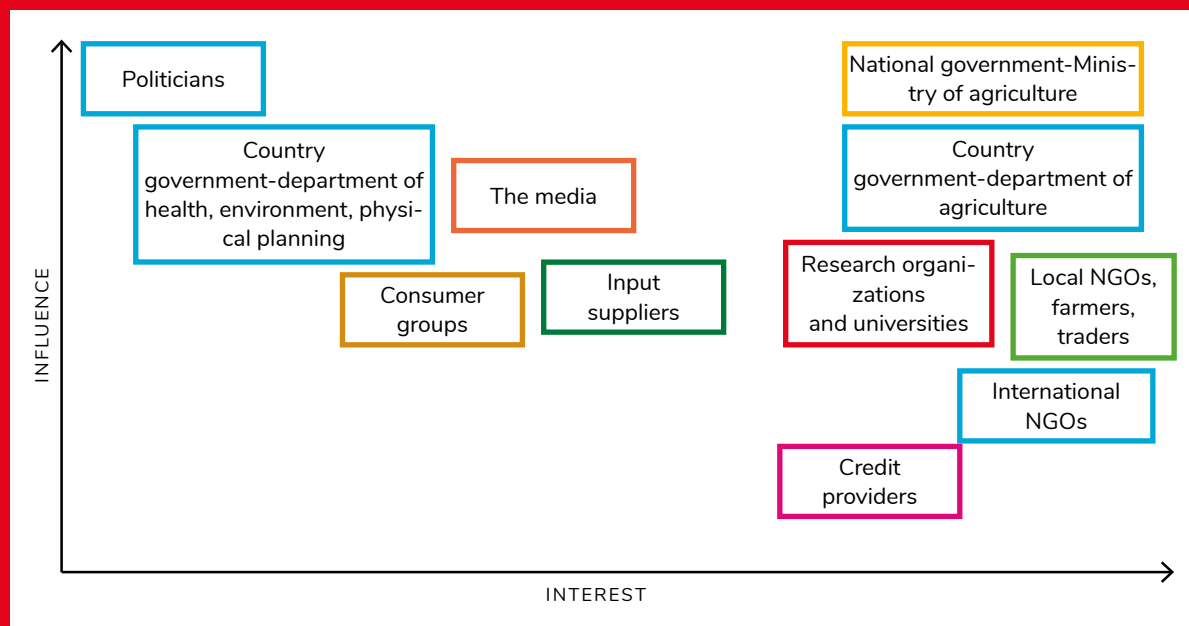 Politicians
National government-Minis-
try of agriculture
Country
government-department of
health, environment, physi-
cal planning
The media
Country
government-department of
agriculture
Consumer
groups
Input
suppliers
Research organi-
zations
and universities
Local NGOs,
farmers,
traders
International
NGOs
Credit
providers
INFLUENCE
INTEREST